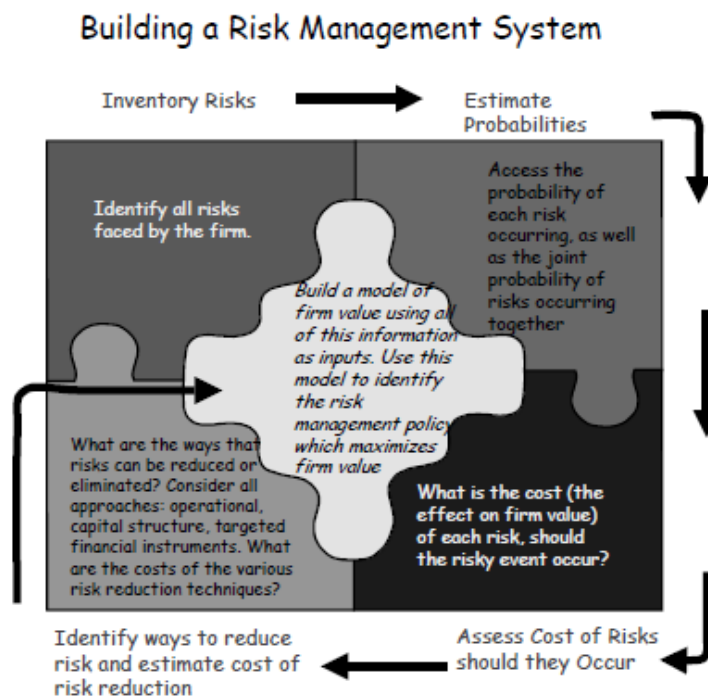 Building a Risk Management System
Inventory Risks
Estimate
Probabilities
Identify all risks
faced by the firm.
Access the
probability of
each risk
occurring, as well
as the joint
probability of
risks occurring
together
Build a model of
firm value using all
of this information
as inputs. Use this
model to identify
the risk
management policy
which maximizes
firm value
What are the ways that
risks can be reduced or
eliminated? Consider all
approaches: operational,
capital structure, targeted
financial instruments. What
are the costs of the various
risk reduction techniques?
What is the cost (the
effect on firm value)
of each risk, should
the risky event occur?
Identify ways to reduce
risk and estimate cost of
risk reduction
Assess Cost of Risks
should they Occur